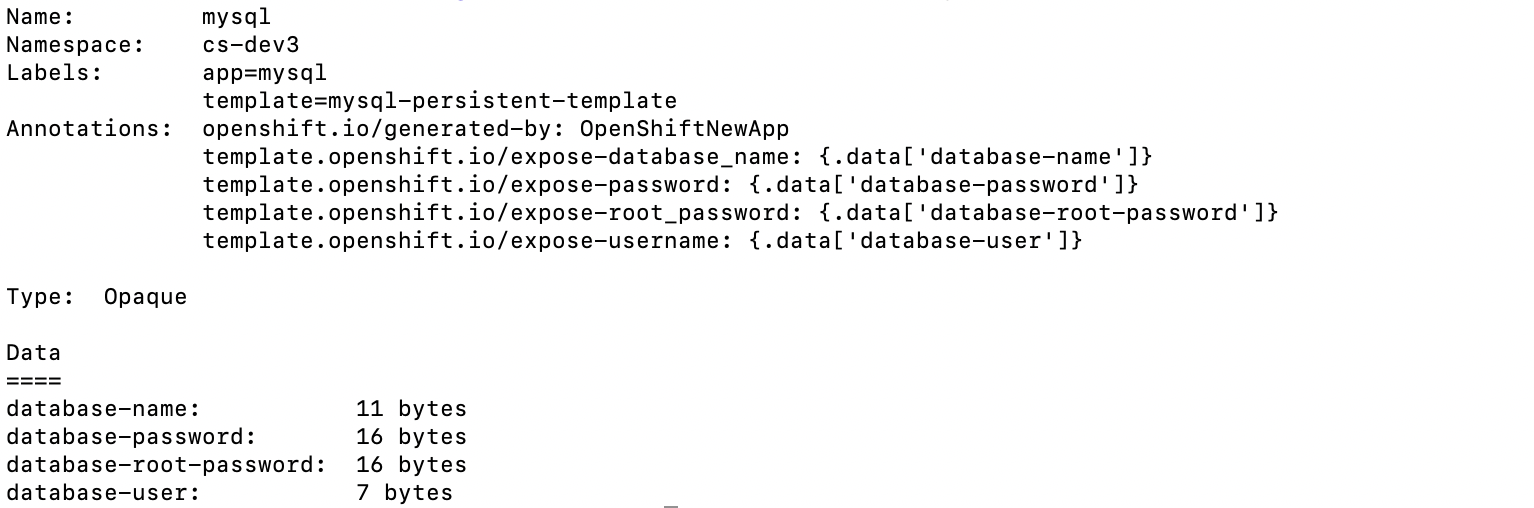 Name:         mysql
Namespace:    cs-dev3
Labels:       app=mysql
              template=mysql-persistent-template
Annotations:  openshift.io/generated-by: OpenShiftNewApp
              template.openshift.io/expose-database_name: {.data['database-name']}
              template.openshift.io/expose-password: {.data['database-password']}
              template.openshift.io/expose-root_password: {.data['database-root-password']}
              template.openshift.io/expose-username: {.data['database-user']}

Type:  Opaque

Data
====
database-name:           11 bytes
database-password:       16 bytes
database-root-password:  16 bytes
database-user:           7 bytes